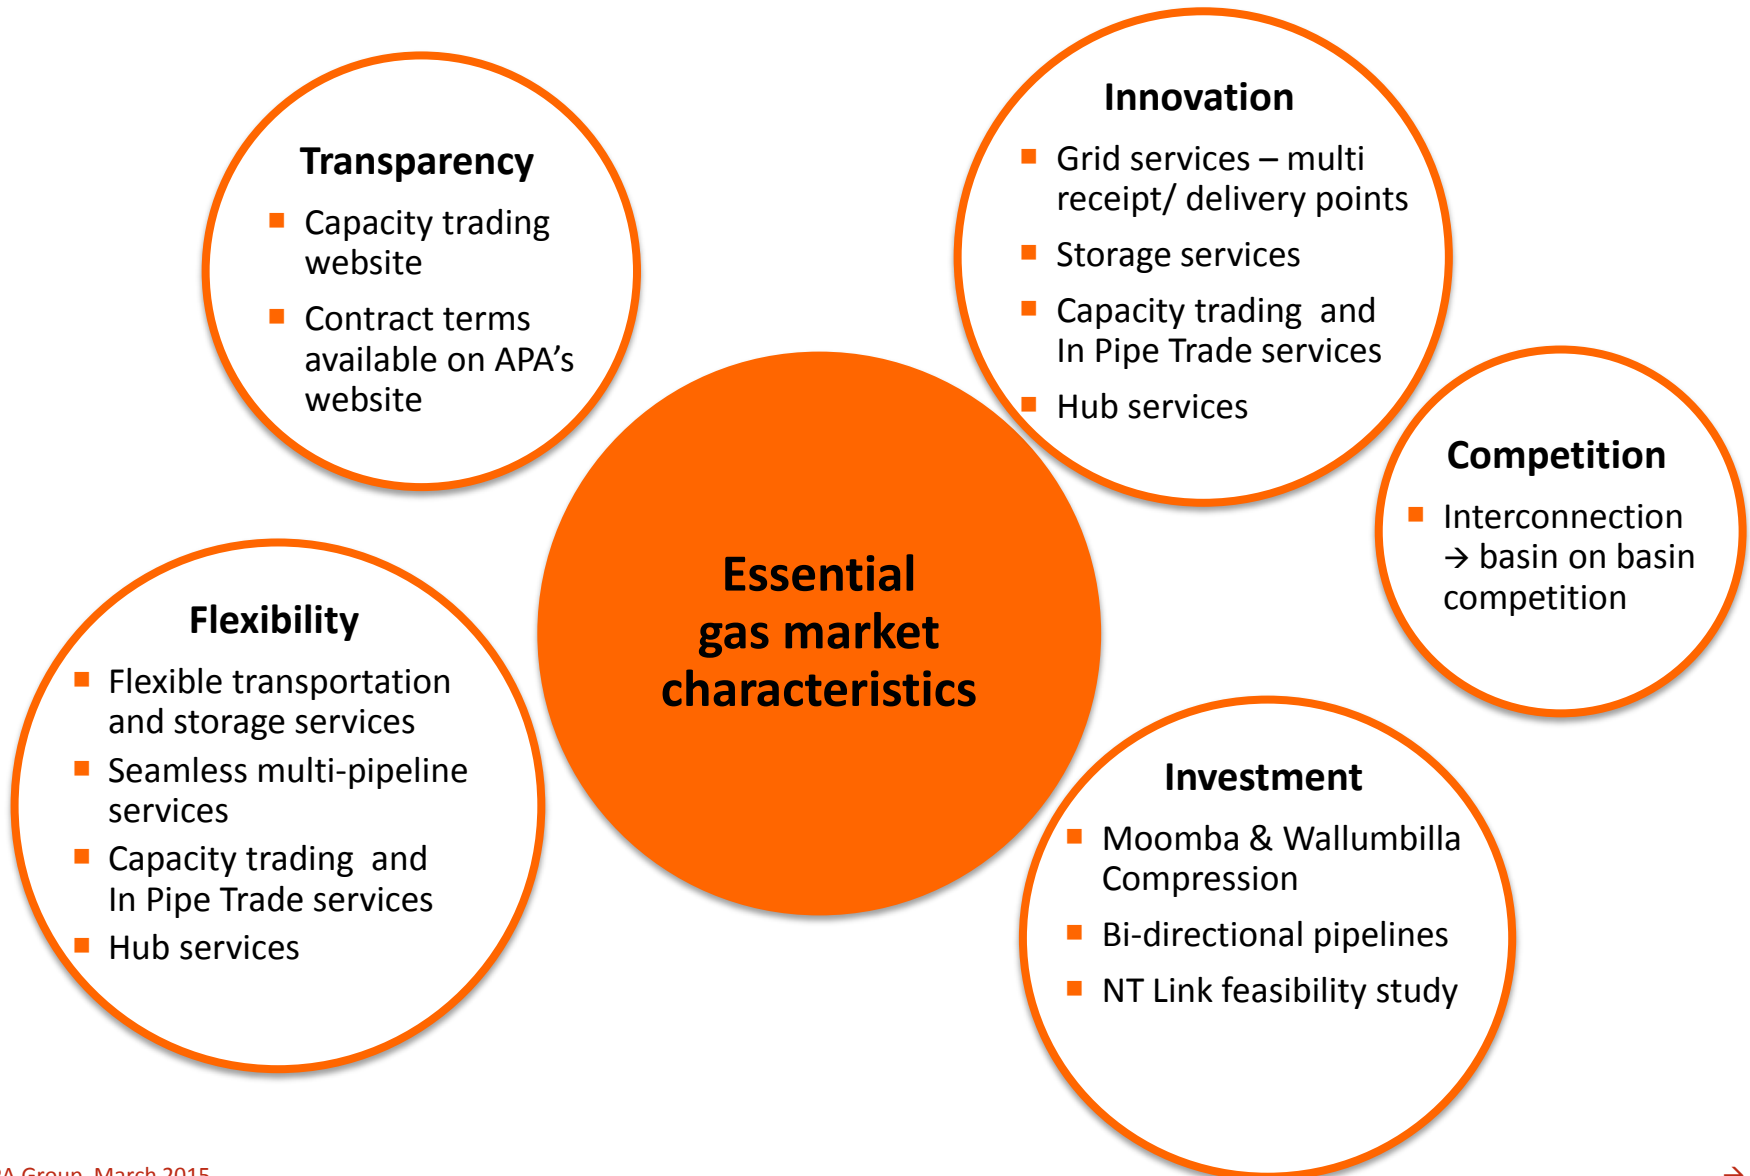 Transparency
■ Capacity trading
website
■ Contract terms
available on APA’s
website
Innovation
■ Grid services – multi
receipt/ delivery points
■ Storage services
■ Capacity trading  and
In Pipe Trade services
■ Hub services
Competition
■ Interconnection
→ basin on basin
competition
Essential
gas market
characteristics
Flexibility
■ Flexible transportation
and storage services
■ Seamless multi-pipeline
services
■ Capacity trading  and
In Pipe Trade services
■ Hub services
Investment
■ Moomba & Wallumbilla
Compression
■ Bi-directional pipelines
■ NT Link feasibility study
Group, March 2015